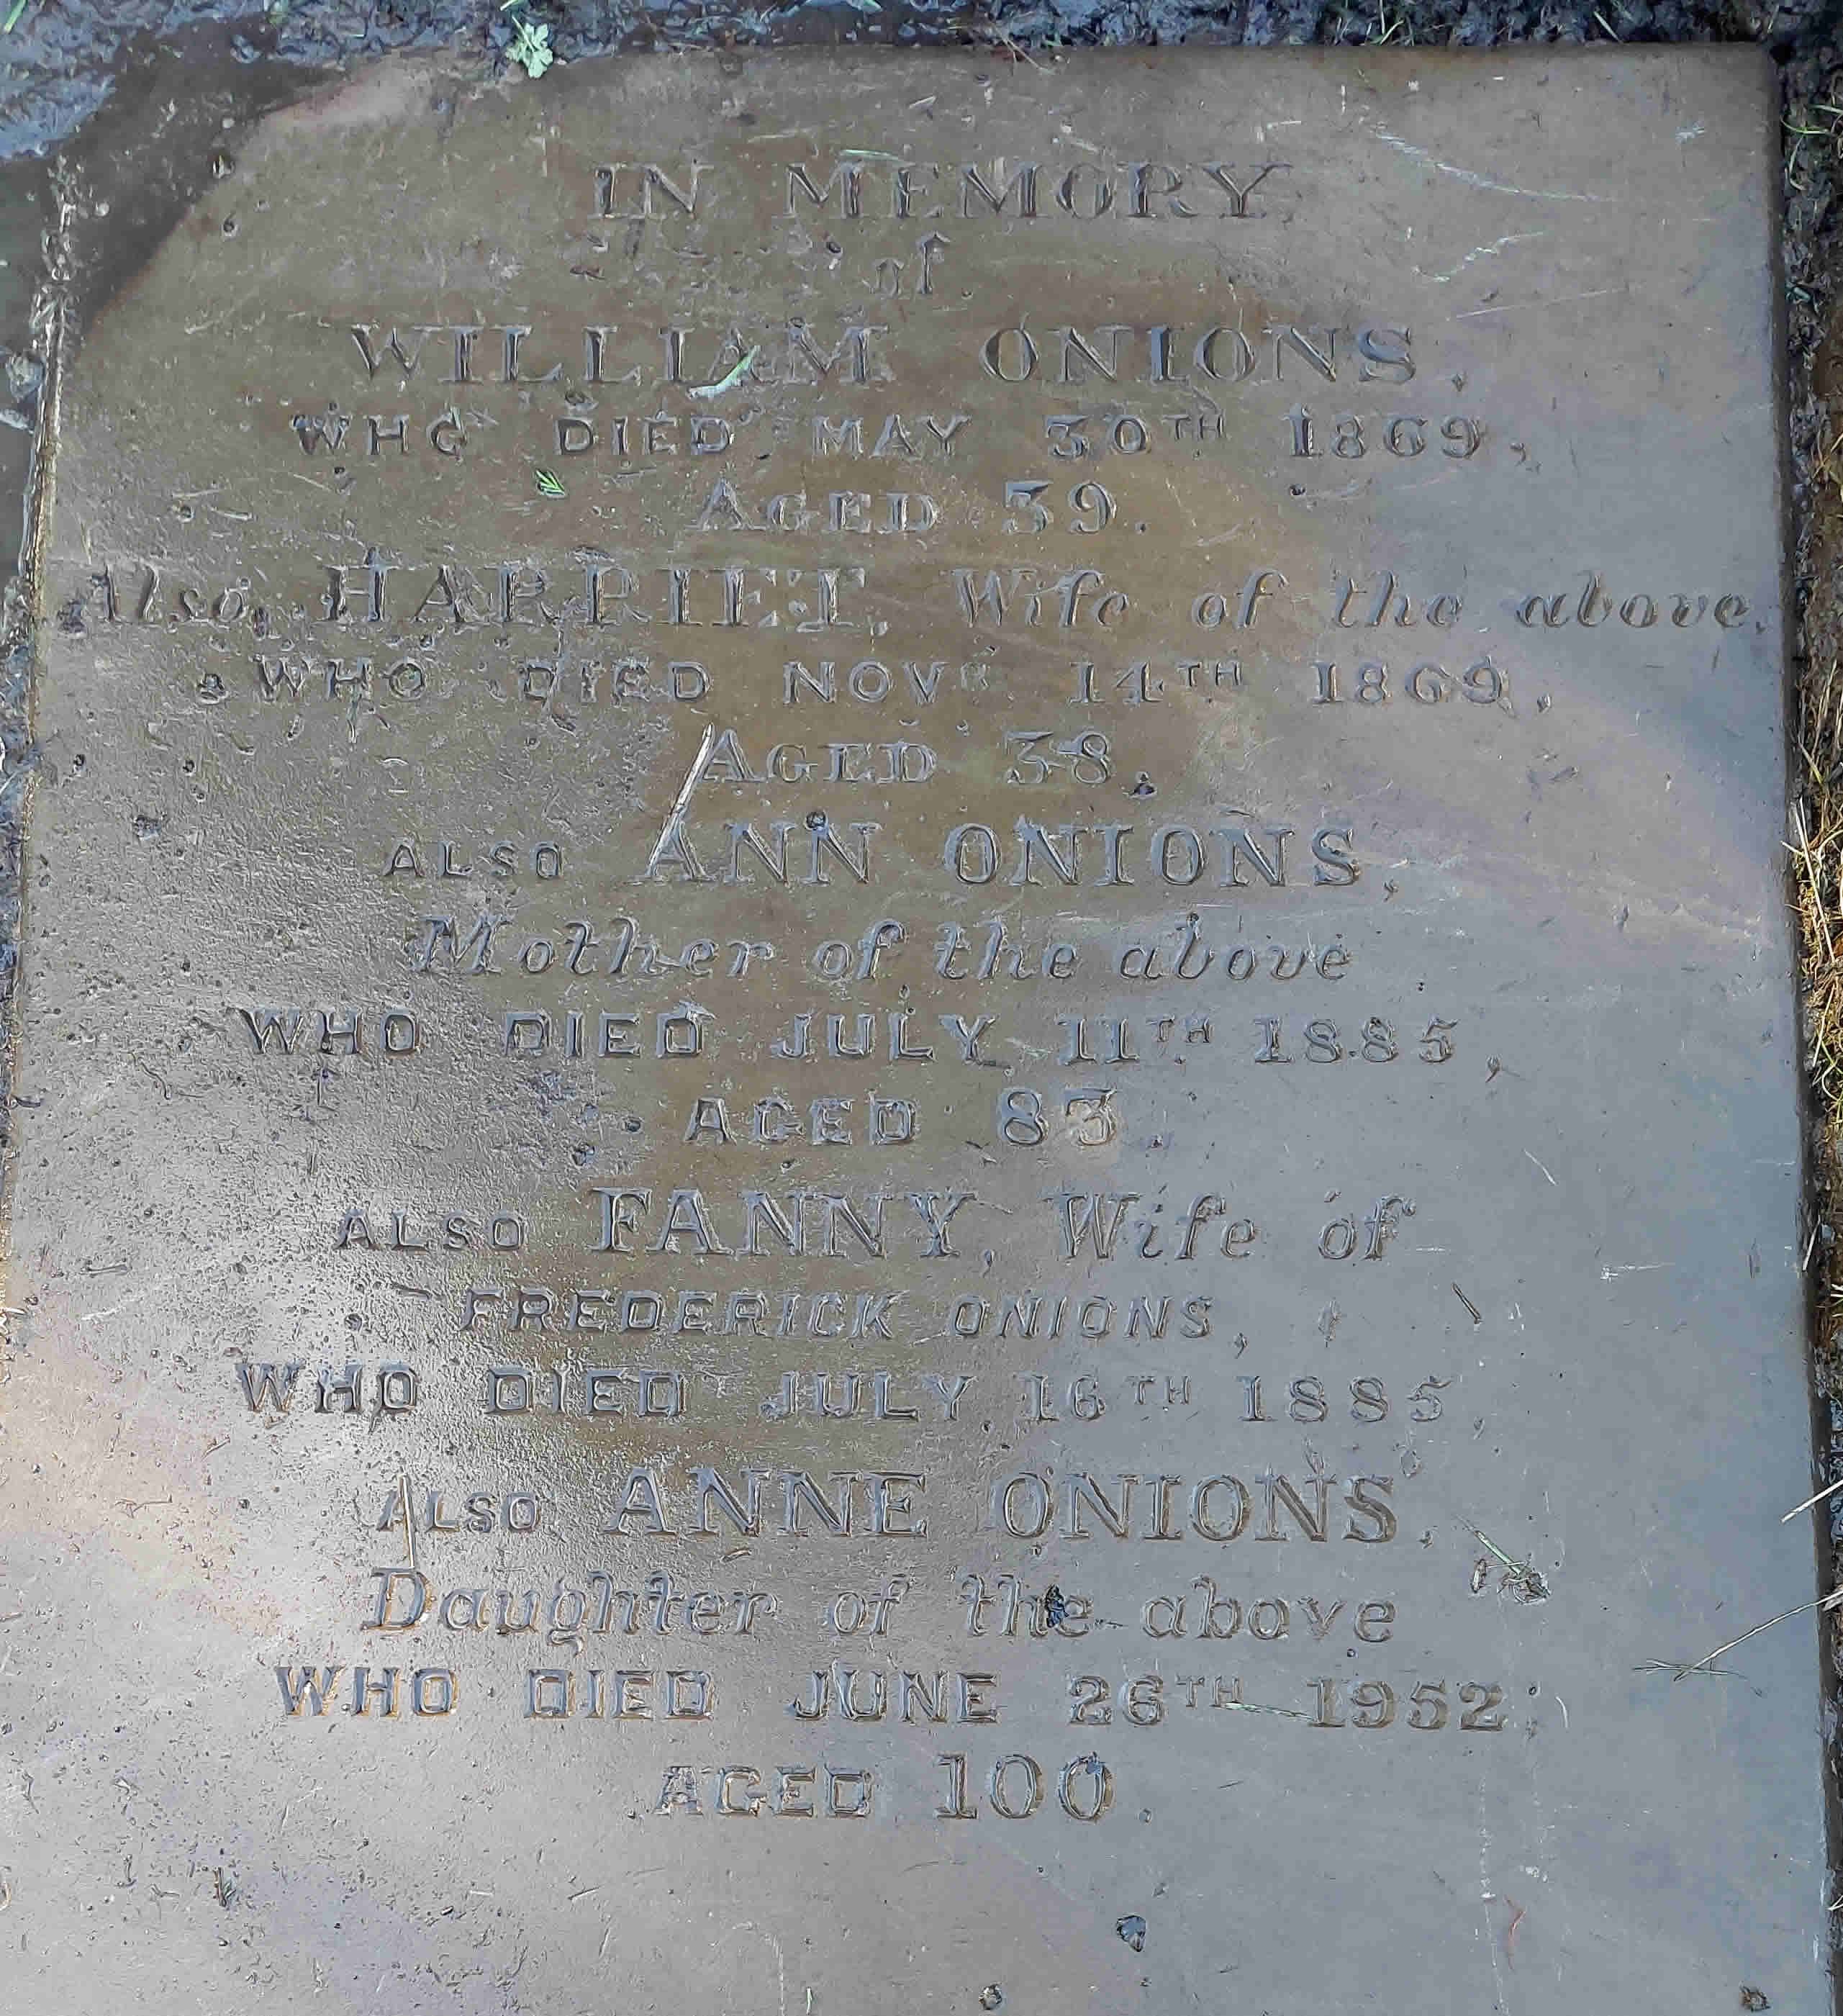 IN MEMORY
of
WILLIAM ONIONS,
WHO DIED MAY 30TH 1869,
AGED 39.
Also, HARRIET, Wife of the above,
WHO DIED NOVR 14TH 1869,
AGED 38.
ALSO ANN ONIONS,
Mother of the above
WHO DIED JULY 11TH 1885,
AGED 83.
ALSO FANNY, Wife of
FREDERICK ONIONS,
WHO DIED JULY 16TH 1885,
ALSO ANNE ONIONS,
Daughter of the above
WHO DIED JUNE 26TH 1952,
AGED 100.